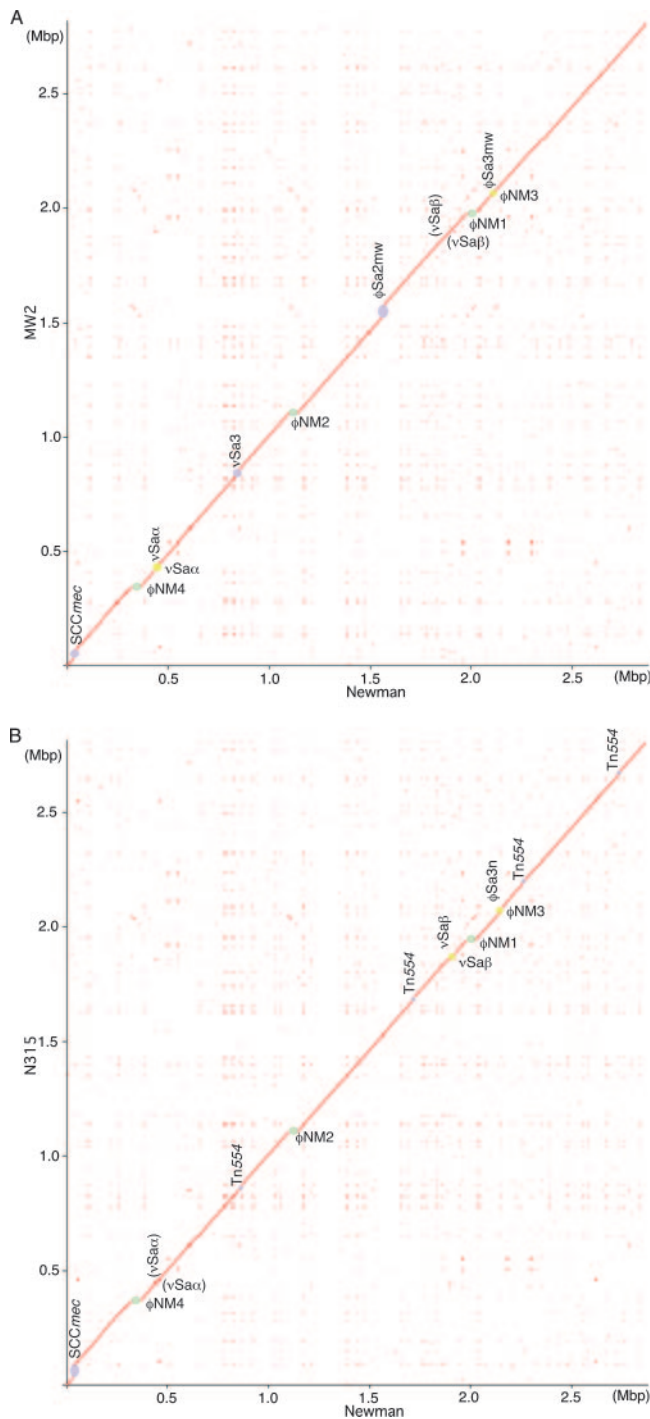 A
(Mbp)
2.5
ϕSa3mw
ϕNM3
2.0
(νSaβ)
ϕNM1
(νSaβ)
ϕSa2mw
1.5
MW2
ϕNM2
1.0
νSa3
0.5
νSaα
νSaα
ϕNM4
SCCmec
0.5
1.0
1.5
2.0
2.5
(Mbp)
Newman
B
(Mbp)
Tn554
2.5
Tn554
ϕSa3n
ϕNM3
2.0
νSaβ
ϕNM1
νSaβ
Tn554
1.5
N315
ϕNM2
1.0
Tn554
(νSaα)
0.5
(νSaα)
ϕNM4
SCCmec
0.5
1.0
1.5
2.0
2.5
(Mbp)
Newman